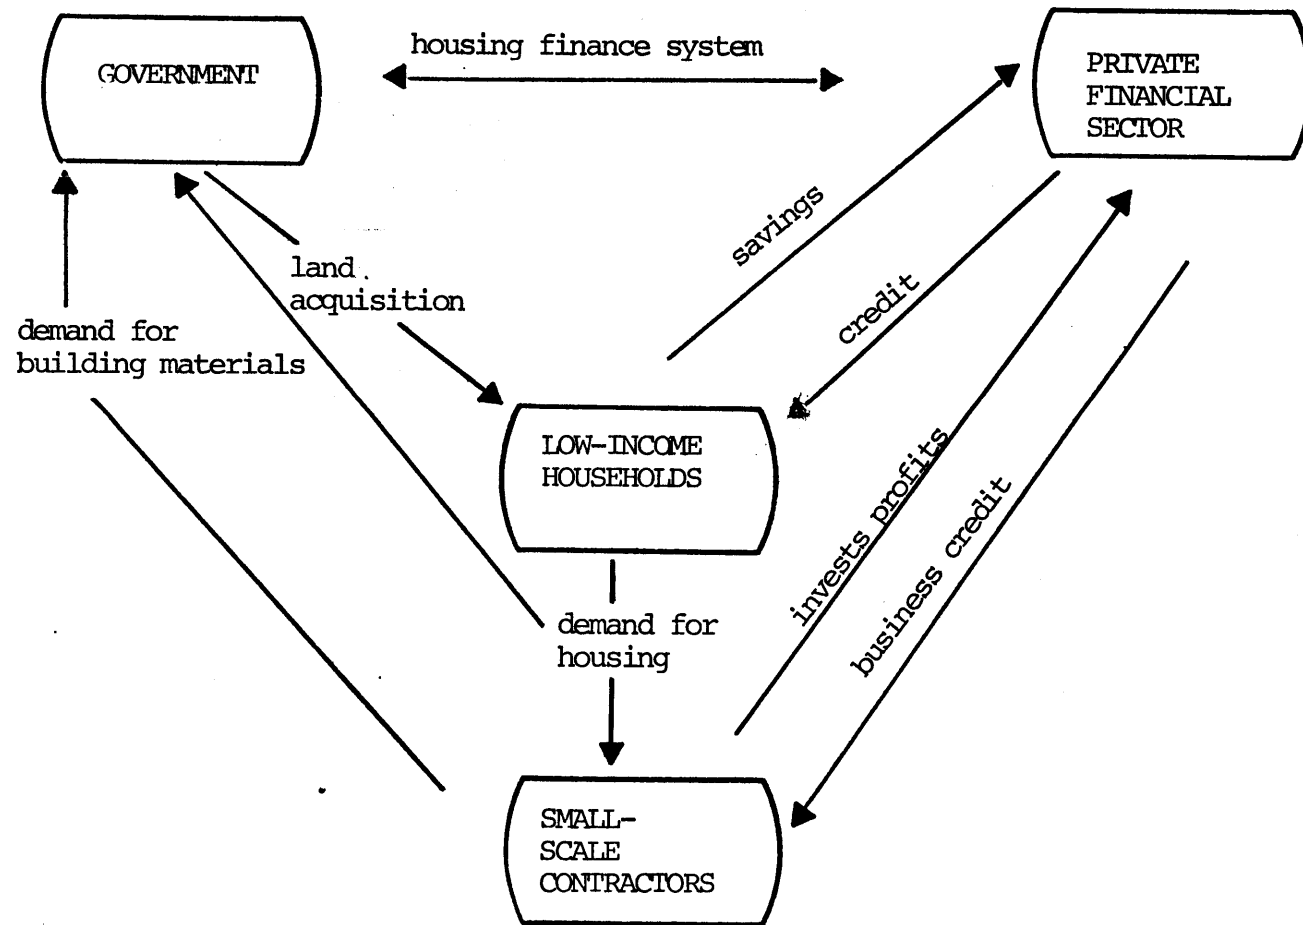 housing finance system
GOVERNMENT
PRIVATE
FINANCIAL
SECTOR
savings
land
acquisition
credit
demand for
building materials
LOW-INCOME
HOUSEHOLDS
invests profits
business credit
demand for
housing
SMALL-
SCALE
CONTRACTORS